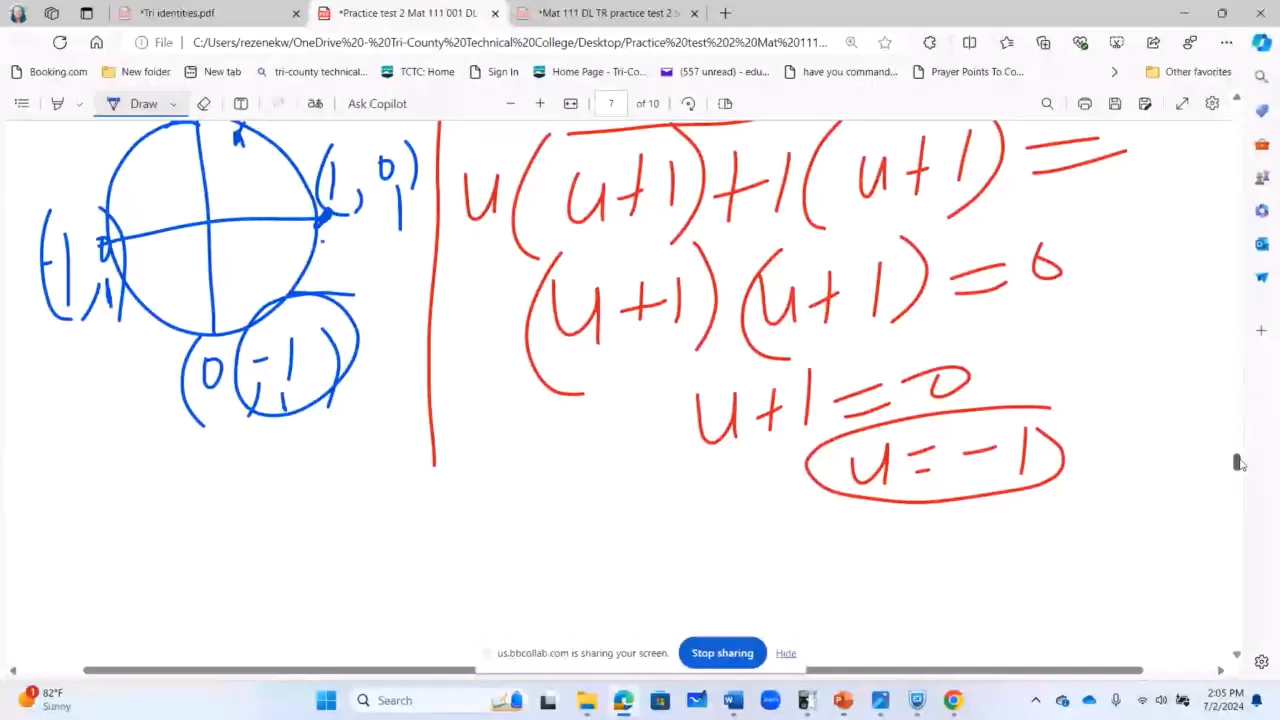 *Tri identities.pdf
*Practice test 2 Mat 111 001 DL
*Mat 111 DL TR practice test 2.s
File
C:/Users/rezenekw/OneDrive%20-%20Tri-County%20Technical%20College/Desktop/Practice%20test%202%20Mat%20111...
Booking.com
New folder
New tab
tri-county technical...
TCTC: Home
Sign In
Home Page - Tri-Co...
(557 unread) - edu...
have you command...
Prayer Points To Co...
Other favorites
Draw
Ask Copilot
7 of 10
(1, 0)
(-1, 0)
(0, -1)
u(u+1)+1(u+1)=
(u+1)(u+1)=0
u+1=0
u=-1
us.bbcollab.com is sharing your screen.
Stop sharing
Hide
1
82°F
Sunny
Search
2:05 PM
7/2/2024